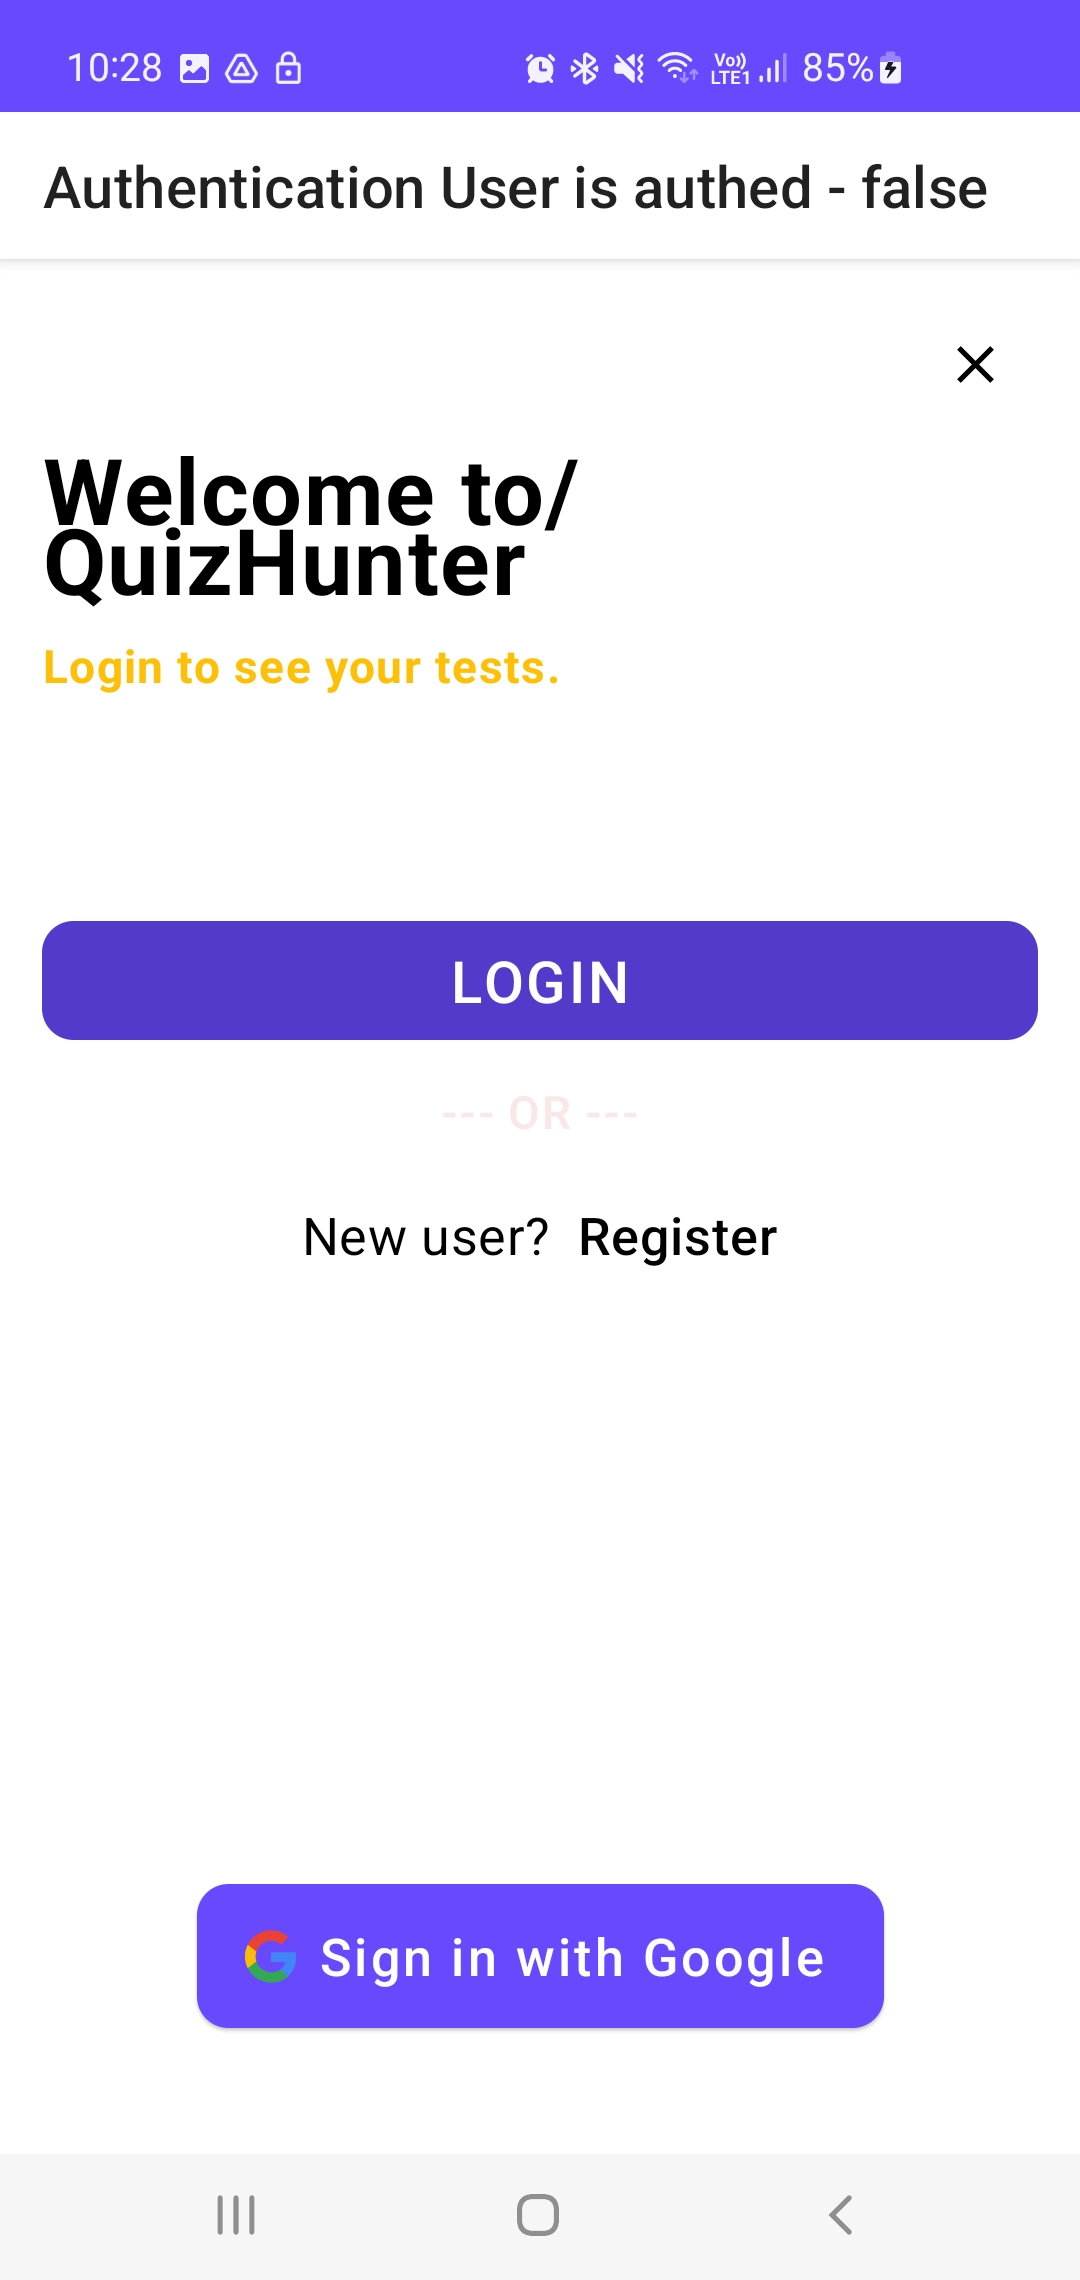 10:28 Vo)) LTE1 85%
Authentication User is authed - false
Welcome to/
QuizHunter
Login to see your tests.
LOGIN
--- OR ---
New user? Register
Sign in with Google